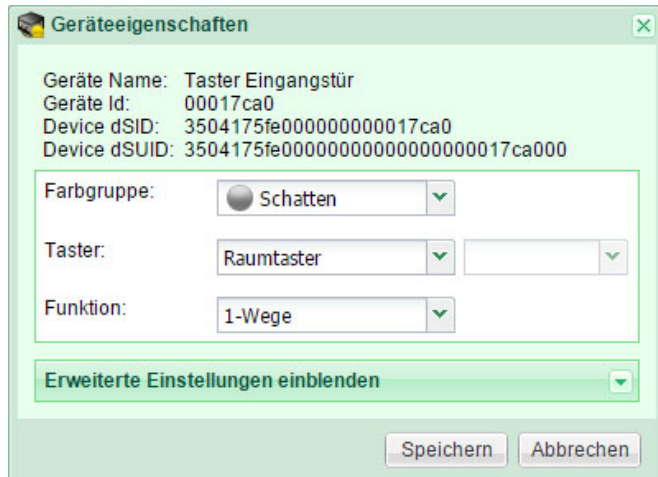 Geräteeigenschaften
Geräte Name: Taster Eingangstür
Geräte Id: 00017ca0
Device dSID: 3504175fe000000000017ca0
Device dSUID: 3504175fe00000000000000000017ca000
Farbgruppe: Schatten
Taster: Raumtaster
Funktion: 1-Wege
Erweiterte Einstellungen einblenden
Speichern Abbrechen